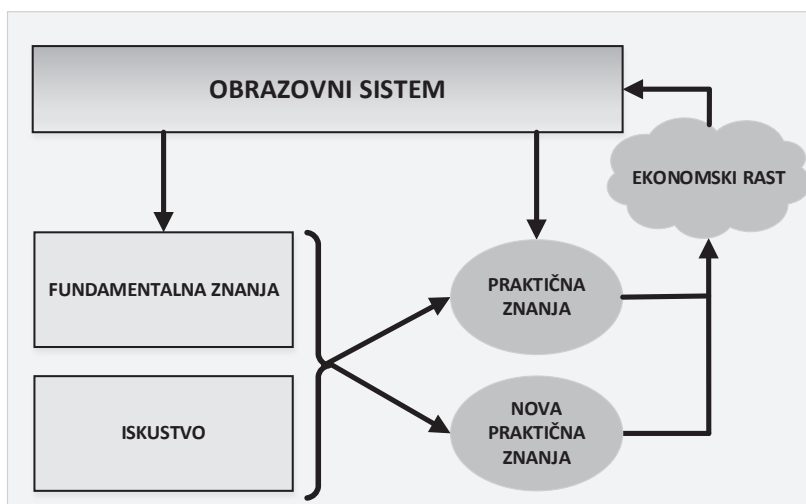 OBRAZOVNI SISTEM
EKONOMSKI RAST
FUNDAMENTALNA ZNANJA
PRAKTIČNA
ZNANJA
ISKUSTVO
NOVA
PRAKTIČNA
ZNANJA